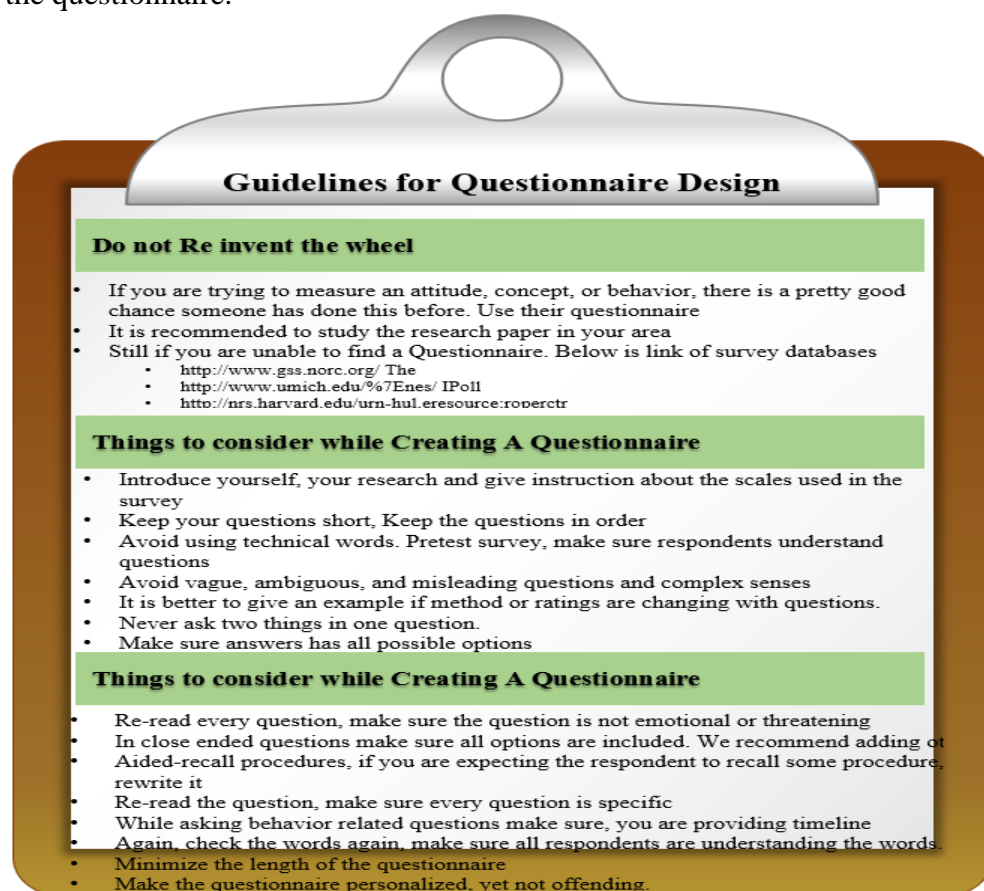 the questionnaire.
Guidelines for Questionnaire Design
Do not Re invent the wheel
• If you are trying to measure an attitude, concept, or behavior, there is a pretty good
chance someone has done this before. Use their questionnaire
• It is recommended to study the research paper in your area
• Still if you are unable to find a Questionnaire. Below is link of survey databases
• http://www.gss.norc.org/ The
• http://www.umich.edu/%7Enes/ IPoll
• http://nrs.harvard.edu/urn-hul.eresource:roperctr
Things to consider while Creating A Questionnaire
• Introduce yourself, your research and give instruction about the scales used in the
survey
• Keep your questions short, Keep the questions in order
• Avoid using technical words. Pretest survey, make sure respondents understand
questions
• Avoid vague, ambiguous, and misleading questions and complex senses
• It is better to give an example if method or ratings are changing with questions.
• Never ask two things in one question.
• Make sure answers has all possible options
Things to consider while Creating A Questionnaire
• Re-read every question, make sure the question is not emotional or threatening
• In close ended questions make sure all options are included. We recommend adding ot
• Aided-recall procedures, if you are expecting the respondent to recall some procedure,
rewrite it
• Re-read the question, make sure every question is specific
• While asking behavior related questions make sure, you are providing timeline
• Again, check the words again, make sure all respondents are understanding the words.
• Minimize the length of the questionnaire
• Make the questionnaire personalized, yet not offending.